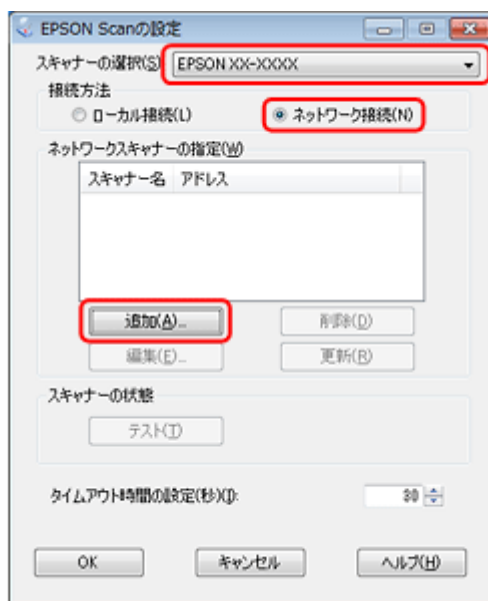 EPSON Scanの設定
スキャナーの選択(S) EPSON XX-XXXX
接続方法
ローカル接続(L) ネットワーク接続(N)
ネットワークスキャナーの指定(W)
スキャナー名 アドレス
追加(A)... 削除(D)
編集(E)... 更新(R)
スキャナーの状態
テスト(T)
タイムアウト時間の設定(秒)(I): 30
OK キャンセル ヘルプ(H)